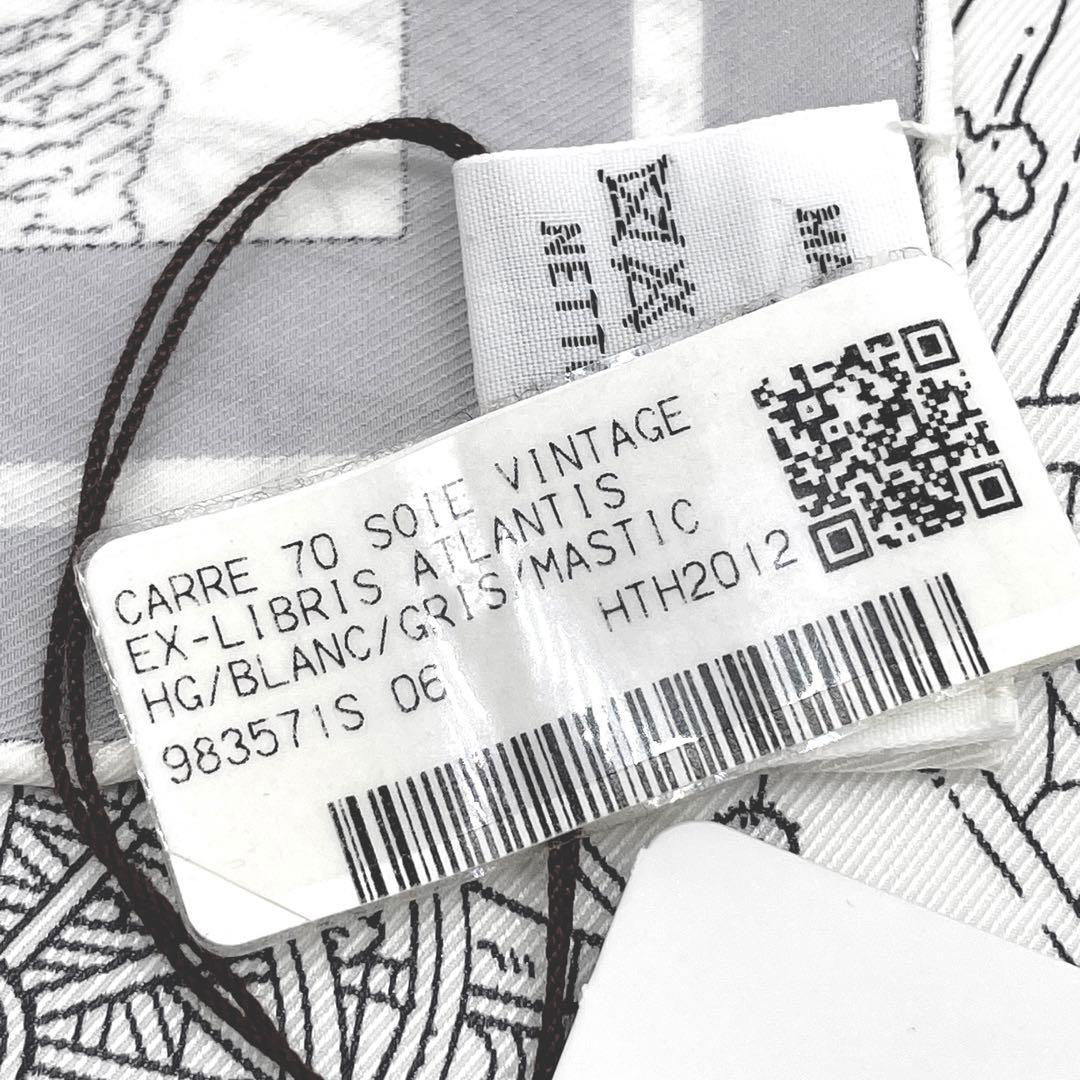 CARRE 70 SOIE VINTAGE
EX-LIBRIS ATLANTIS
HG/BLANC/GRIS/MASTIC
983571S 06
HTH2012